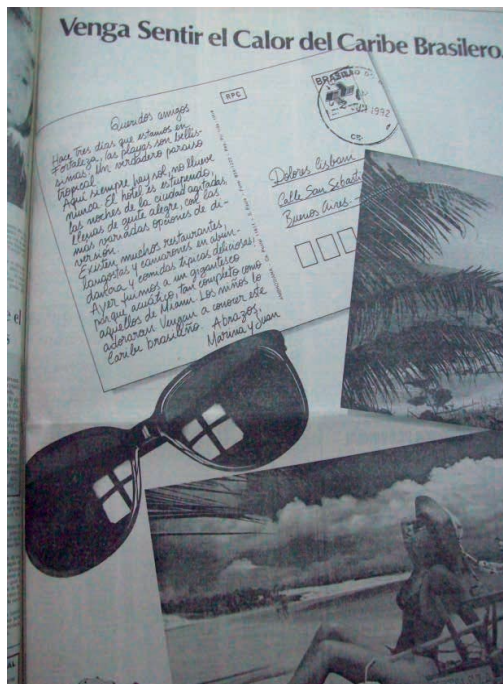 Venga Sentir el Calor del Caribe Brasilero.
RPC
BRASIL
1992
CE
Queridos amigos
Hace tres días que estamos en
Fortaleza, las playas son bellís-
simas! Un verdadero paraíso
tropical.
Aquí siempre hay sol, no llueve
nunca. El hotel es estupendo,
las noches de la ciudad agitadas,
llenas de gente alegre, con las
más variadas opciones de di-
versión.
Existen muchos restaurantes,
langostas y camarones en abun-
dancia y comidas típicas deliciosas!
Ayer fuimos a un gigantesco
parque acuático, tan completo como
aquellos de Miami. Los niños lo
adoraron. Vengan a conocer este
Caribe brasileño.
Abrazos,
Marina y Juan
Dolores
Calle San
Buenos Aires.